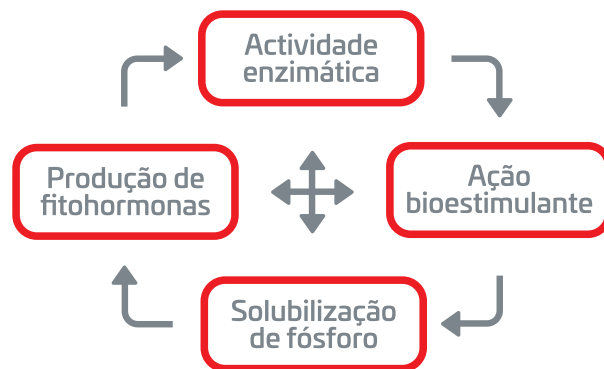 Actividade
enzimática
Produção de
fitohormonas
Ação
bioestimulante
Solubilização
de fósforo